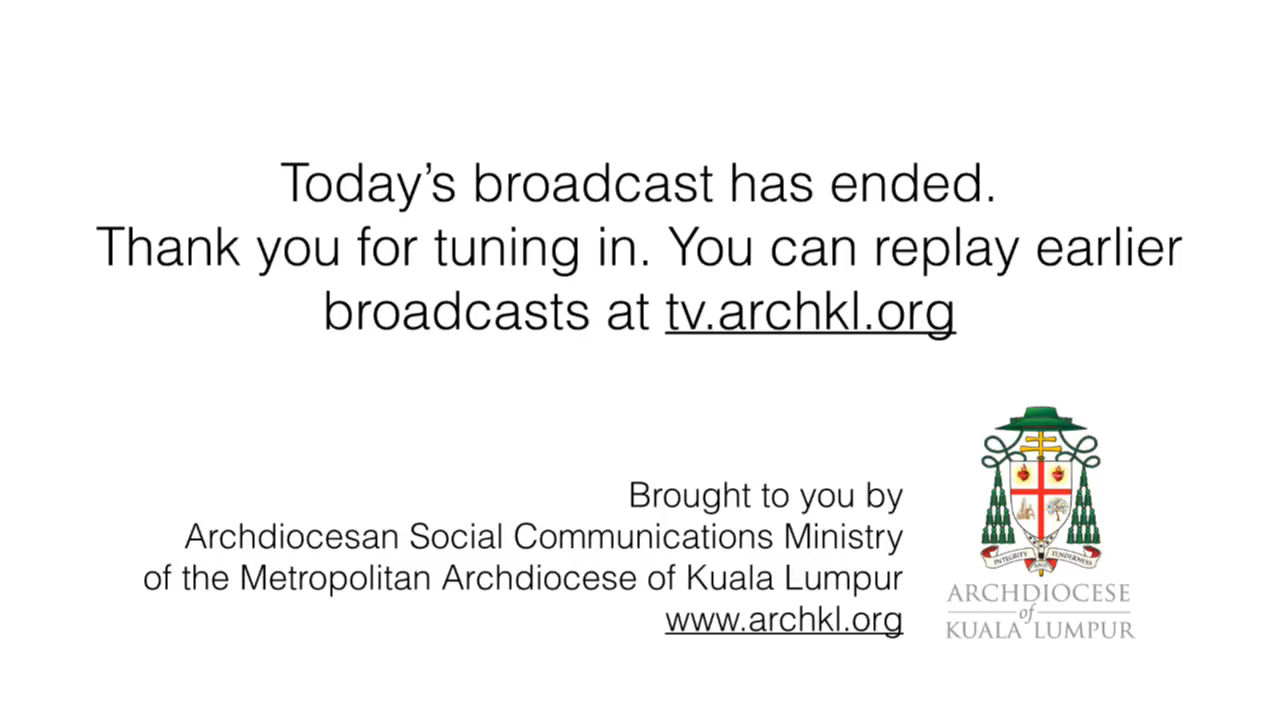 Today’s broadcast has ended.
Thank you for tuning in. You can replay earlier
broadcasts at tv.archkl.org
Brought to you by
Archdiocesan Social Communications Ministry
of the Metropolitan Archdiocese of Kuala Lumpur
www.archkl.org
INTEGRITY AND TENDERNESS
ARCHDIOCESE
of
KUALA LUMPUR